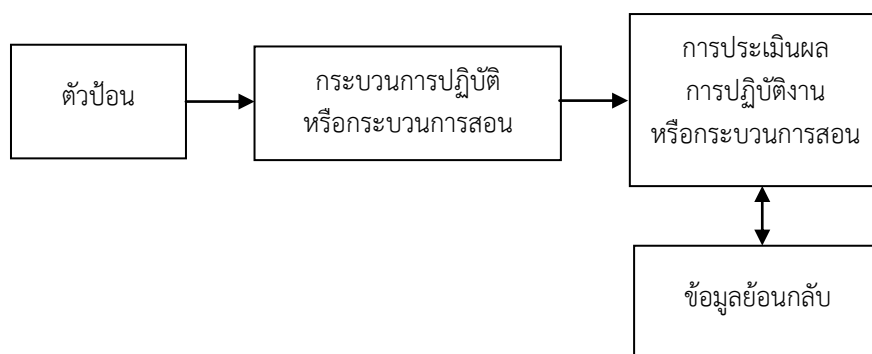 ตัวป้อน
กระบวนการปฏิบัติ
หรือกระบวนการสอน
การประเมินผล
การปฏิบัติงาน
หรือกระบวนการสอน
ข้อมูลย้อนกลับ